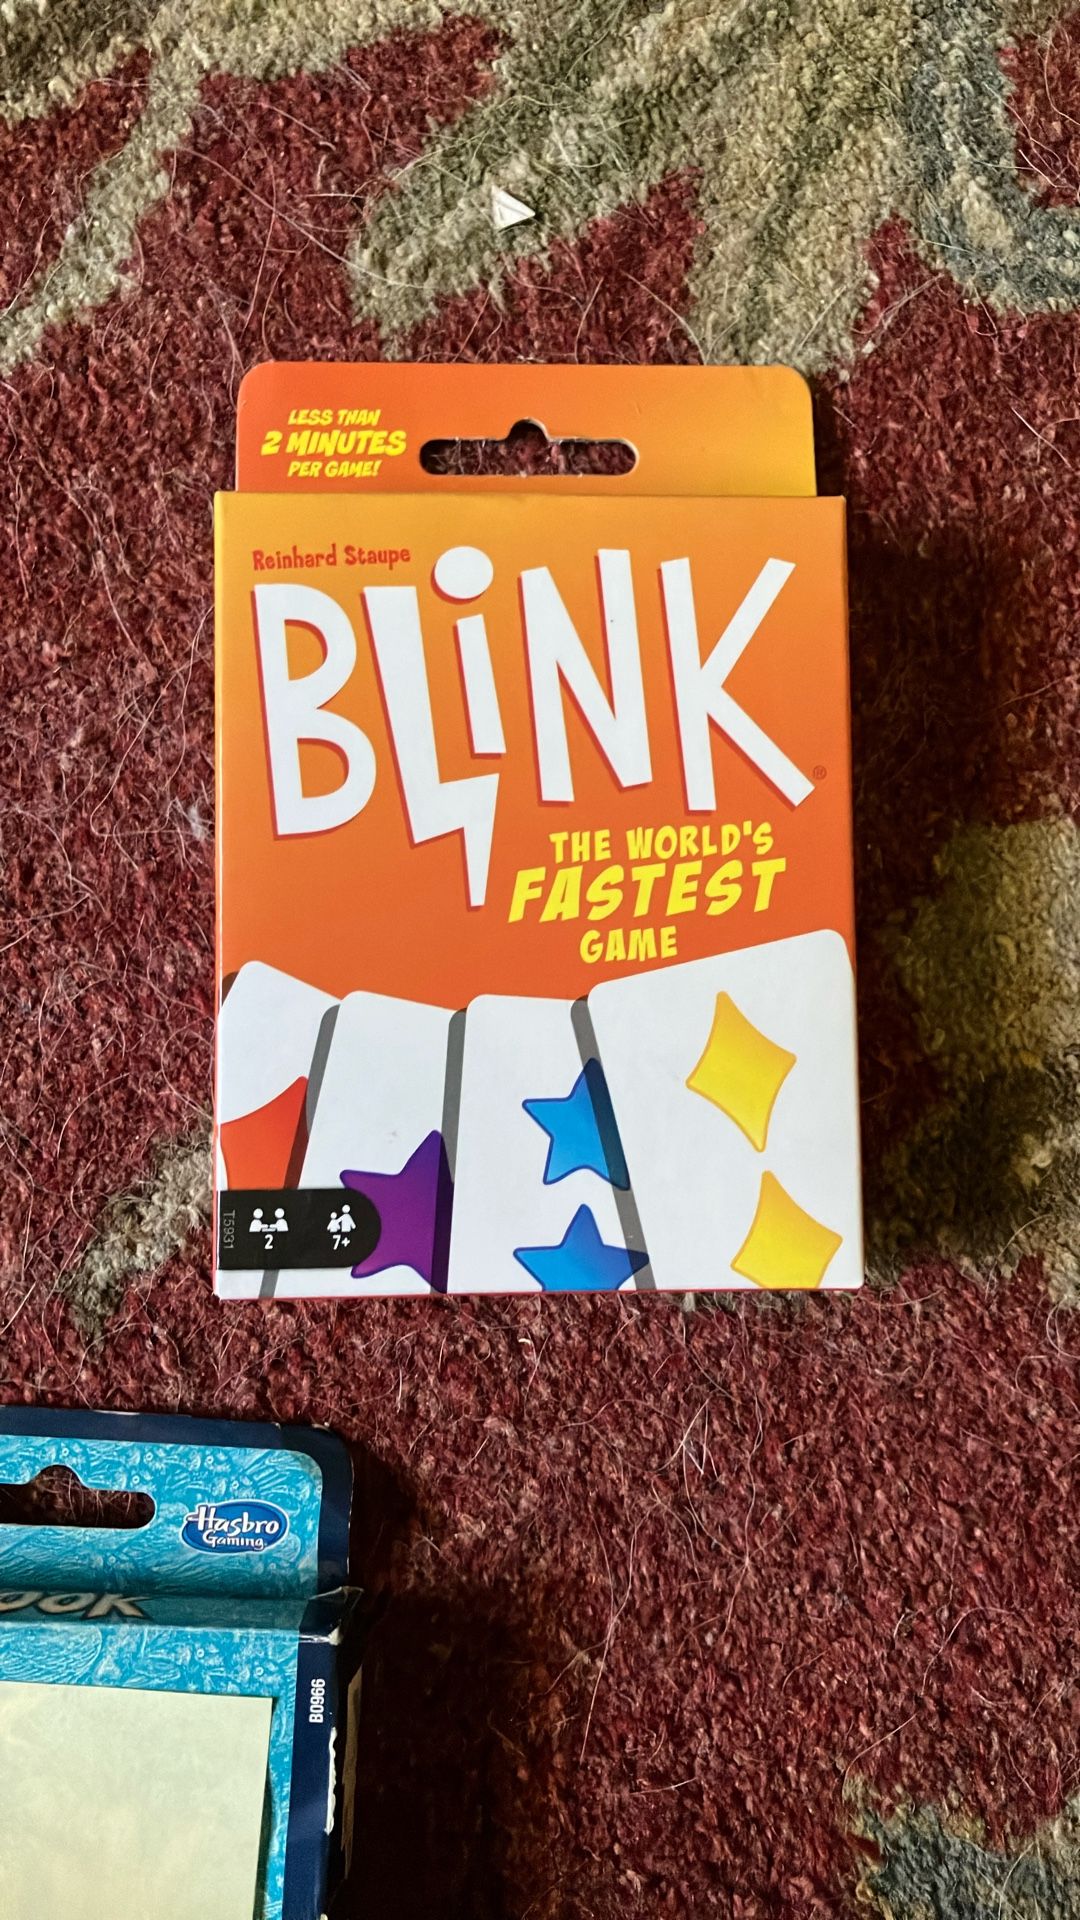 LESS THAN
2 MINUTES
PER GAME!
Reinhard Staupe
BLiNK®
THE WORLD'S
FASTEST
GAME
T5931
2
7+
Hasbro
Gaming
B0966